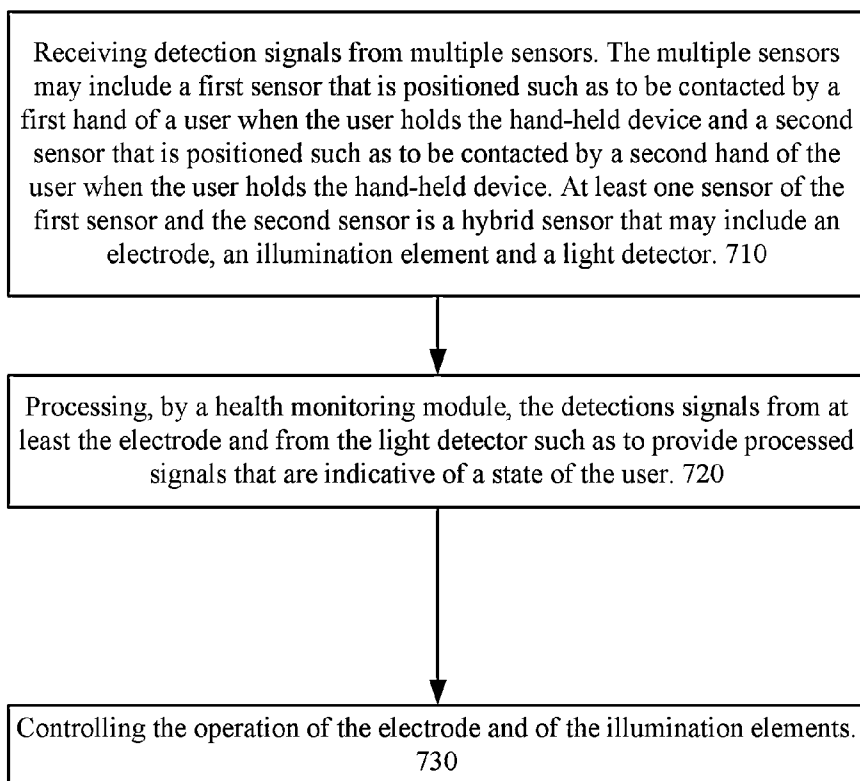 Receiving detection signals from multiple sensors. The multiple sensors
may include a first sensor that is positioned such as to be contacted by a
first hand of a user when the user holds the hand-held device and a second
sensor that is positioned such as to be contacted by a second hand of the
user when the user holds the hand-held device. At least one sensor of the
first sensor and the second sensor is a hybrid sensor that may include an
electrode, an illumination element and a light detector. 710
Processing, by a health monitoring module, the detections signals from at
least the electrode and from the light detector such as to provide processed
signals that are indicative of a state of the user. 720
Controlling the operation of the electrode and of the illumination elements.
730